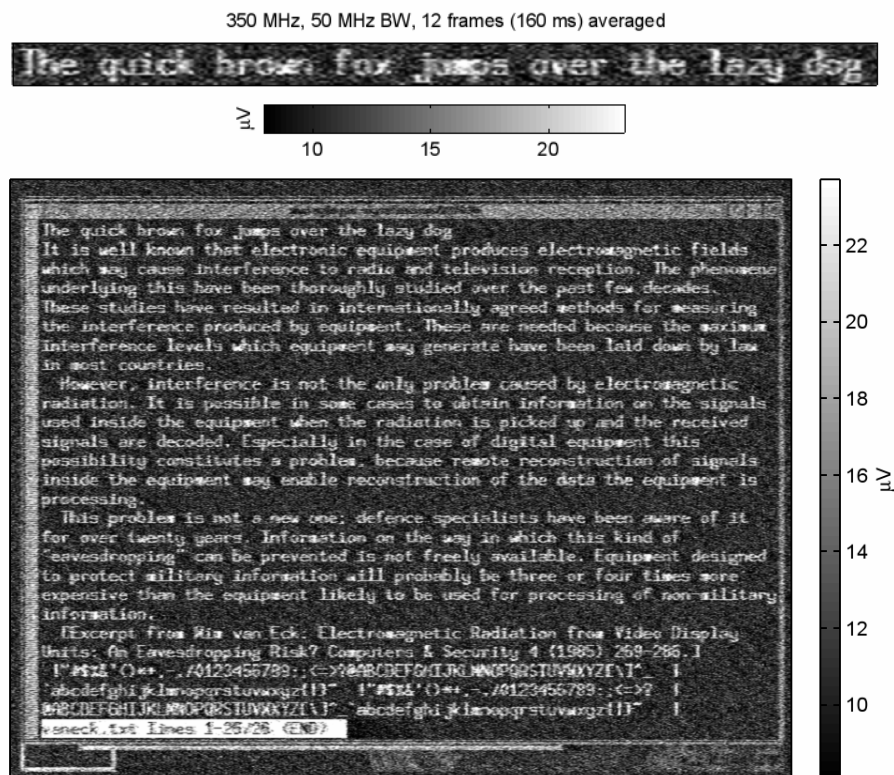 350 MHz, 50 MHz BW, 12 frames (160 ms) averaged
The quick brown fox jumps over the lazy dog
µV
10 15 20
The quick brown fox jumps over the lazy dog
It is well known that electronic equipment produces electromagnetic fields
which may cause interference to radio and television reception. The phenomena
underlying this have been thoroughly studied over the past few decades.
These studies have resulted in internationally agreed methods for measuring
the interference produced by equipment. These are needed because the maximum
interference levels which equipment may generate have been laid down by law
in most countries.
However, interference is not the only problem caused by electromagnetic
radiation. It is possible in some cases to obtain information on the signals
used inside the equipment when the radiation is picked up and the received
signals are decoded. Especially in the case of digital equipment this
possibility constitutes a problem, because remote reconstruction of signals
inside the equipment may enable reconstruction of the data the equipment is
processing.
This problem is not a new one; defence specialists have been aware of it
for over twenty years. Information on the way in which this kind of
"eavesdropping" can be prevented is not freely available. Equipment designed
to protect military information will probably be three or four times more
expensive than the equipment likely to be used for processing of non-military
information.
[Excerpt from Wim van Eck: Electromagnetic Radiation from Video Display
Units: An Eavesdropping Risk? Computers & Security 4 (1985) 269-286.]
!"#$%&'()*+,-./0123456789:;<=>?@ABCDEFGHIJKLMNOPQRSTUVWXYZ[\]^_ |
`abcdefghijklmnopqrstuvwxyz{|}~ !"#$%&'()*+,-./0123456789:;<=>? |
@ABCDEFGHIJKLMNOPQRSTUVWXYZ[\]^_`abcdefghijklmnopqrstuvwxyz{|}~ |
vaneck.txt lines 1-26/26 (END)
22
20
18
16
14
12
10
µV